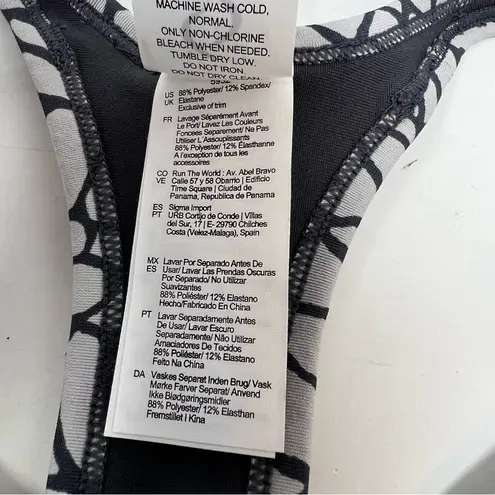 MACHINE WASH COLD,
NORMAL,
ONLY NON-CHLORINE
BLEACH WHEN NEEDED.
TUMBLE DRY LOW.
DO NOT IRON
DO NOT DRY CLEAN
US 88% Polyester/ 12% Spandex/
UK Elastane
Exclusive of trim
FR Lavage Séparément Avant
Le Port/ Lavez Les Couleurs
Foncees Separement/ Ne Pas
Utiliser L'Assouplissants
88% Polyester/ 12% Élasthanne
A l'exception de tous les
accessoires
CO Run The World : Av. Abel Bravo
VE Calle 57 y 58 Obarrio | Edificio
Time Square | Ciudad de
Panama, Republica de Panama
ES Sigma Import
PT URB Cortijo de Conde | Villas
del Sur, 17 | E- 29790 Chilches
Costa (Velez-Malaga), Spain
MX Lavar Por Separado Antes De
ES Usar/ Lavar Las Prendas Oscuras
Por Separado/ No Utilizar
Suavizantes
88% Poliéster/ 12% Elastano
Hecho/Fabricado En China
PT Lavar Separadamente Antes
De Usar/ Lavar Escuro
Separadamente/ Não Utilizar
Amaciadores De Tecidos
88% Poliéster/ 12% Elastano
Feito Na China
DA Vaskes Separat Inden Brug/ Vask
Mørke Farver Separat/ Anvend
Ikke Blødgøringsmidler
88% Polyester/ 12% Elasthan
Fremstillet I Kina